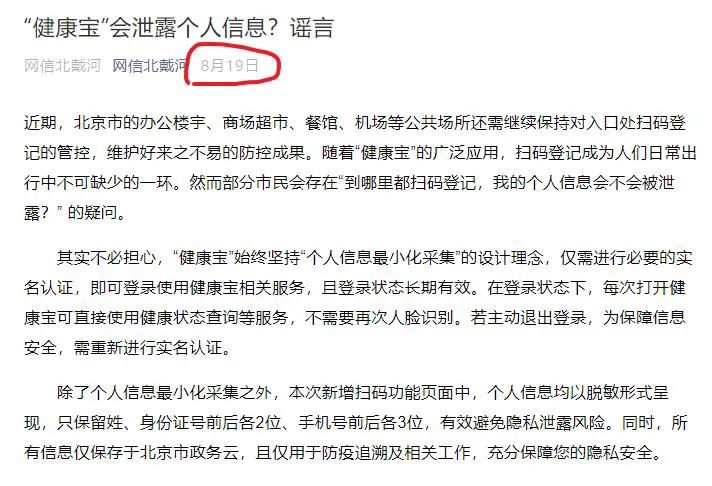 “健康宝”会泄露个人信息？谣言
网信北戴河 网信北戴河 8月19日
近期，北京市的办公楼宇、商场超市、餐馆、机场等公共场所还需继续保持对入口处扫码登
记的管控，维护好来之不易的防控成果。随着“健康宝”的广泛应用，扫码登记成为人们日常出
行中不可缺少的一环。然而部分市民会存在“到哪里都扫码登记，我的个人信息会不会被泄
露？” 的疑问。
其实不必担心，“健康宝”始终坚持“个人信息最小化采集”的设计理念，仅需进行必要的实
名认证，即可登录使用健康宝相关服务，且登录状态长期有效。在登录状态下，每次打开健
康宝可直接使用健康状态查询等服务，不需要再次人脸识别。若主动退出登录，为保障信息
安全，需重新进行实名认证。
除了个人信息最小化采集之外，本次新增扫码功能页面中，个人信息均以脱敏形式呈
现，只保留姓、身份证号前后各2位、手机号前后各3位，有效避免隐私泄露风险。同时，所
有信息仅保存于北京市政务云，且仅用于防疫追溯及相关工作，充分保障您的隐私安全。